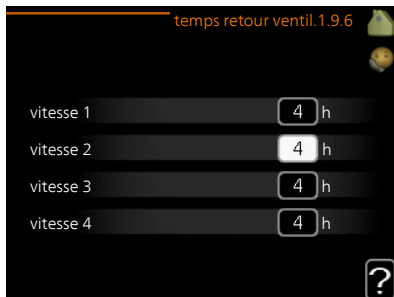 temps retour ventil.1.9.6
vitesse 1 4 h
vitesse 2 4 h
vitesse 3 4 h
vitesse 4 4 h
?